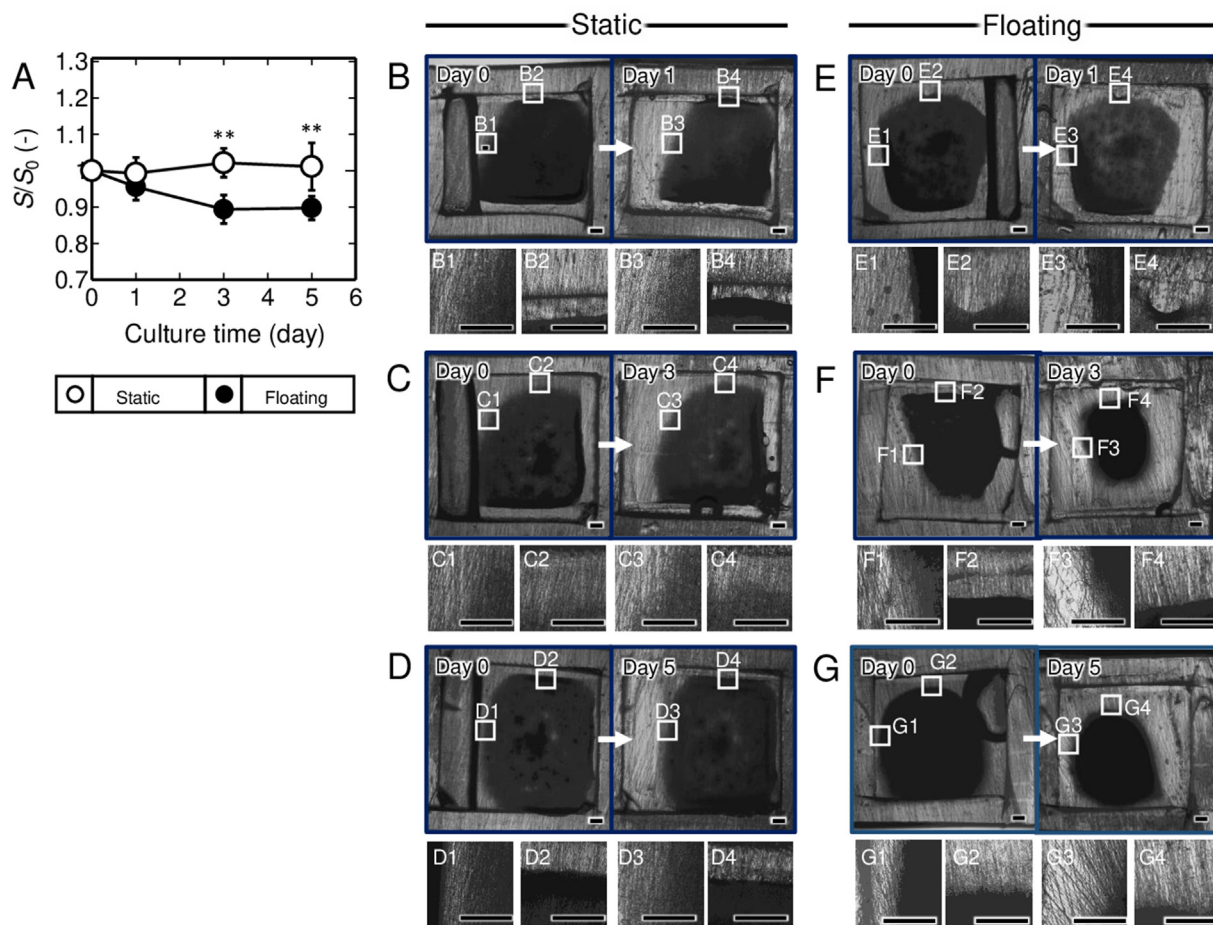 Static
Floating
A
1.3
1.2
1.1
1.0
0.9
0.8
0.7
S/S0 (-)
** **
0 1 2 3 4 5 6
Culture time (day)
Static Floating
B
Day 0 B2 B1
Day 1 B4 B3
B1 B2 B3 B4
C
Day 0 C2 C1
Day 3 C4 C3
C1 C2 C3 C4
D
Day 0 D2 D1
Day 5 D4 D3
D1 D2 D3 D4
E
Day 0 E2 E1
Day 1 E4 E3
E1 E2 E3 E4
F
Day 0 F2 F1
Day 3 F4 F3
F1 F2 F3 F4
G
Day 0 G2 G1
Day 5 G4 G3
G1 G2 G3 G4